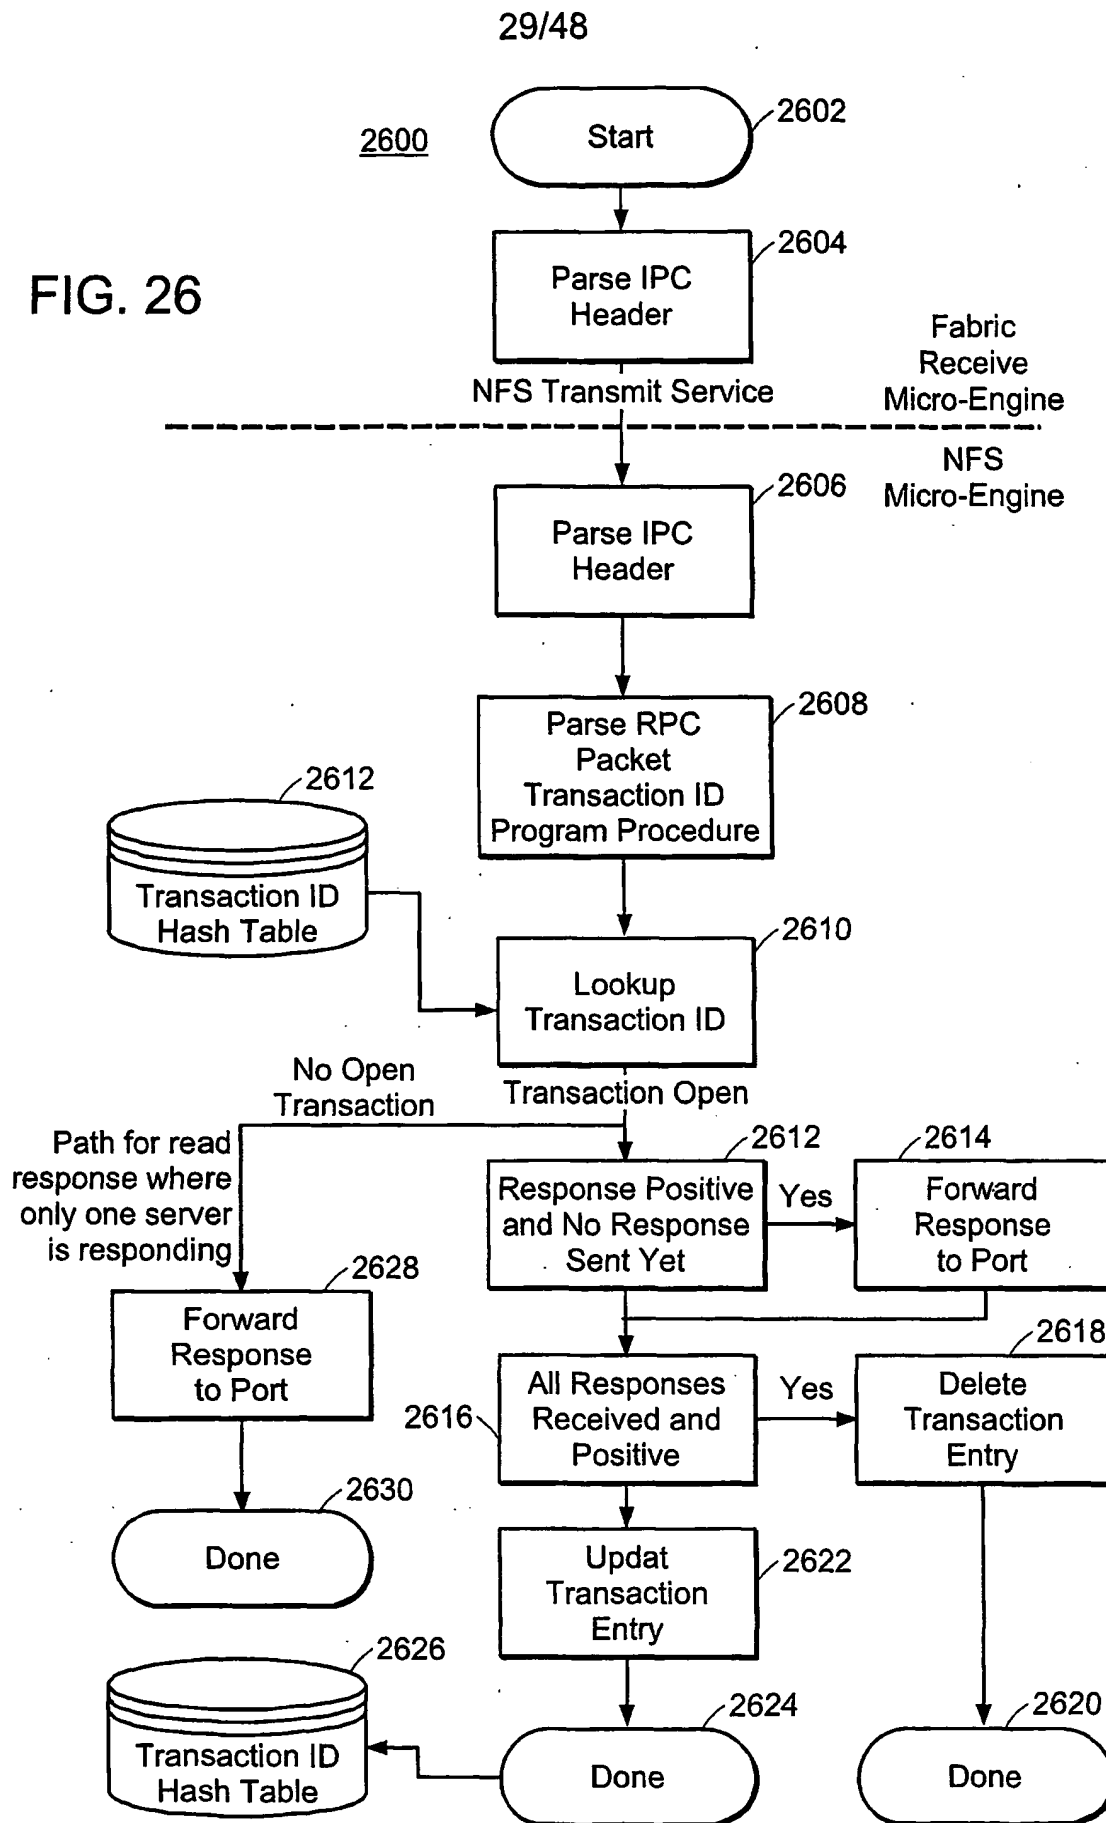 29/48
2602
Start
2600
2604
Parse IPC
Header
FIG. 26
Fabric
Receive
Micro-Engine
NFS Transmit Service
NFS
Micro-Engine
2606
Parse IPC
Header
2608
Parse RPC
Packet
Transaction ID
Program Procedure
2612
Transaction ID
Hash Table
2610
Lookup
Transaction ID
No Open
Transaction
Transaction Open
Path for read
response where
only one server
is responding
2612
Response Positive
and No Response
Sent Yet
Yes
2614
Forward
Response
to Port
2628
Forward
Response
to Port
2616
All Responses
Received and
Positive
Yes
2618
Delete
Transaction
Entry
2630
Done
Updat
Transaction
Entry
2622
2626
Transaction ID
Hash Table
2624
Done
2620
Done